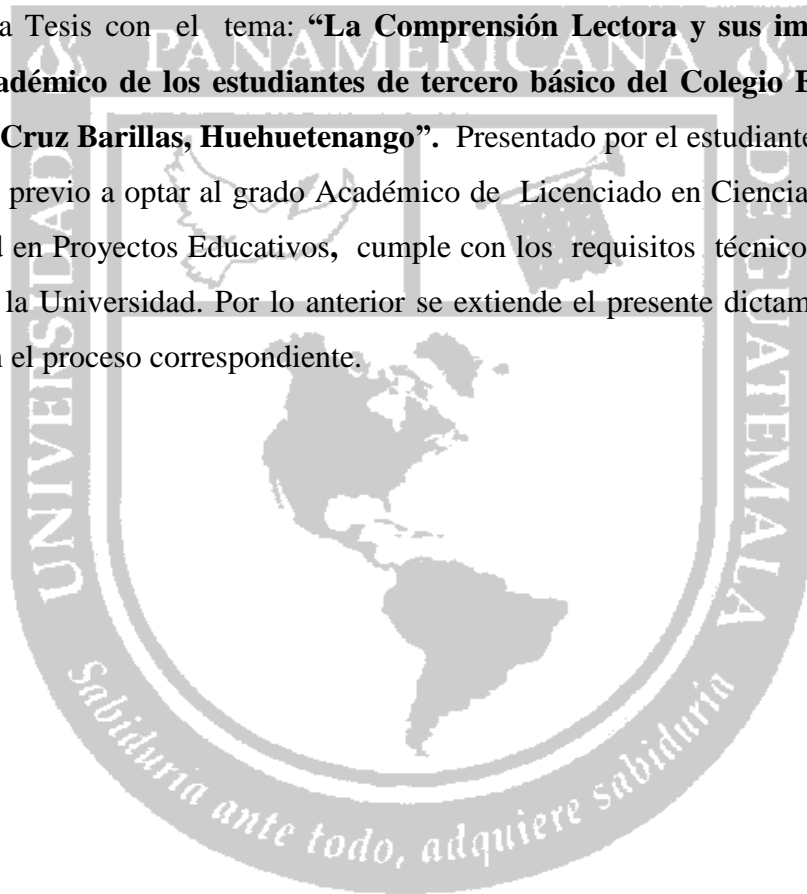 a Tesis con el tema: “La Comprensión Lectora y sus im
adémico de los estudiantes de tercero básico del Colegio E
Cruz Barillas, Huehuetenango”. Presentado por el estudiante
previo a optar al grado Académico de Licenciado en Ciencia
en Proyectos Educativos, cumple con los requisitos técnico
la Universidad. Por lo anterior se extiende el presente dictam
el proceso correspondiente.
UNIVERSIDAD PANAMERICANA DE GUATEMALA
Sabiduría ante todo, adquiere sabiduría